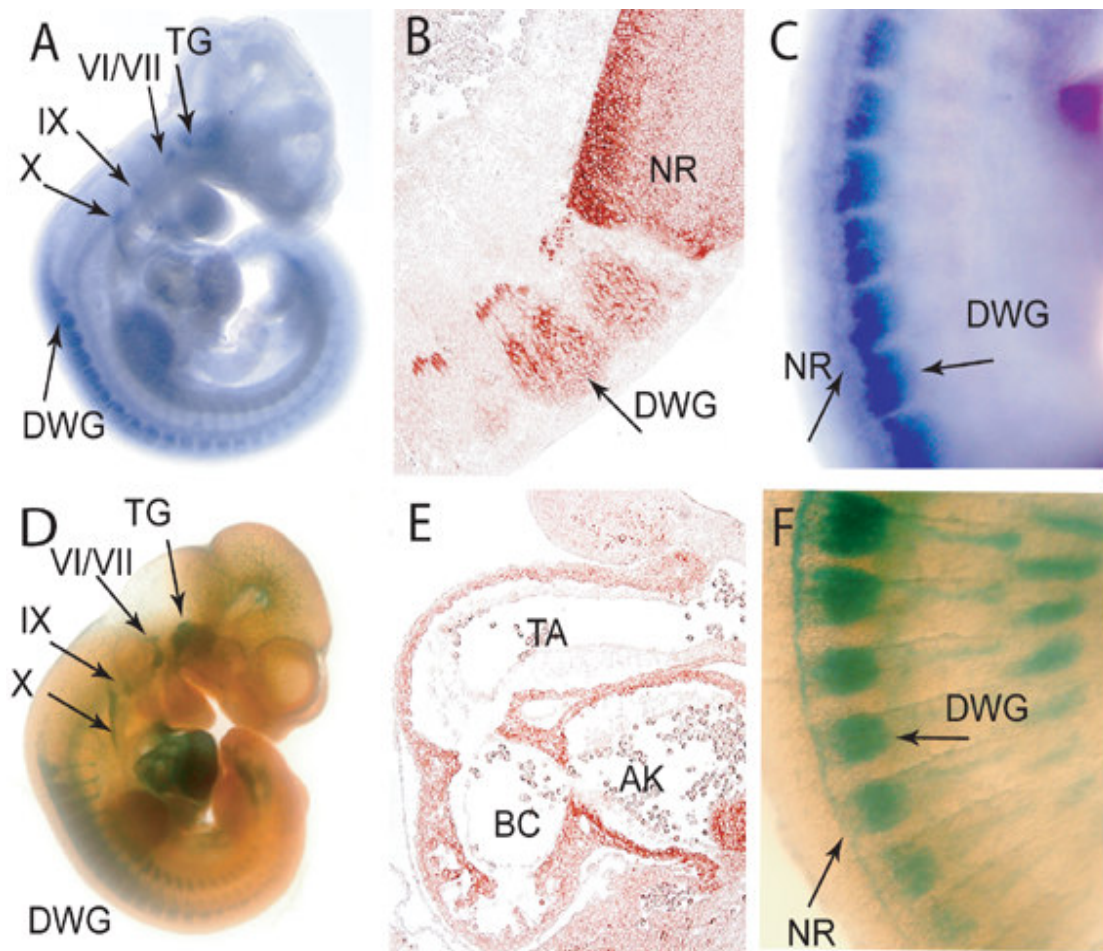 A
TG
VI/VII
IX
X
DWG
B
NR
DWG
C
DWG
NR
D
TG
VI/VII
IX
X
DWG
E
TA
AK
BC
F
DWG
NR